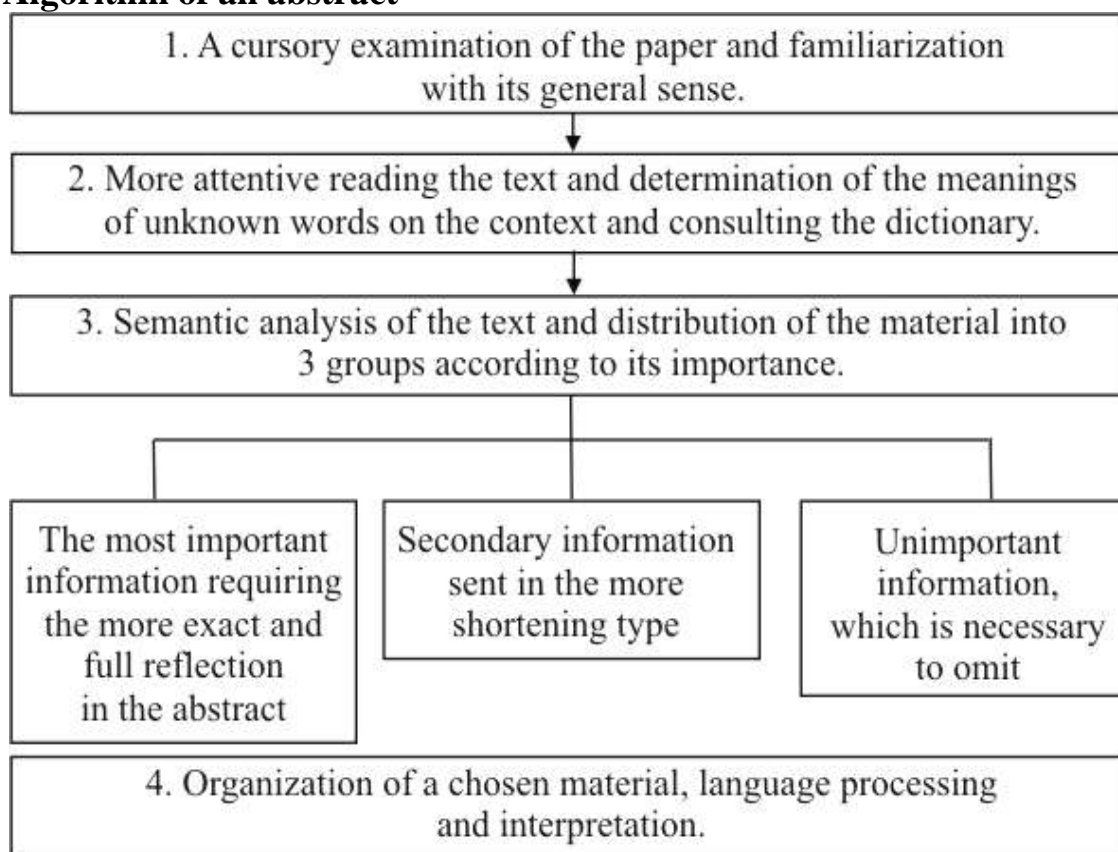 Algorithm of an abstract
1. A cursory examination of the paper and familiarization
with its general sense.
2. More attentive reading the text and determination of the meanings
of unknown words on the context and consulting the dictionary.
3. Semantic analysis of the text and distribution of the material into
3 groups according to its importance.
The most important
information requiring
the more exact and
full reflection
in the abstract
Secondary information
sent in the more
shortening type
Unimportant
information,
which is necessary
to omit
4. Organization of a chosen material, language processing
and interpretation.